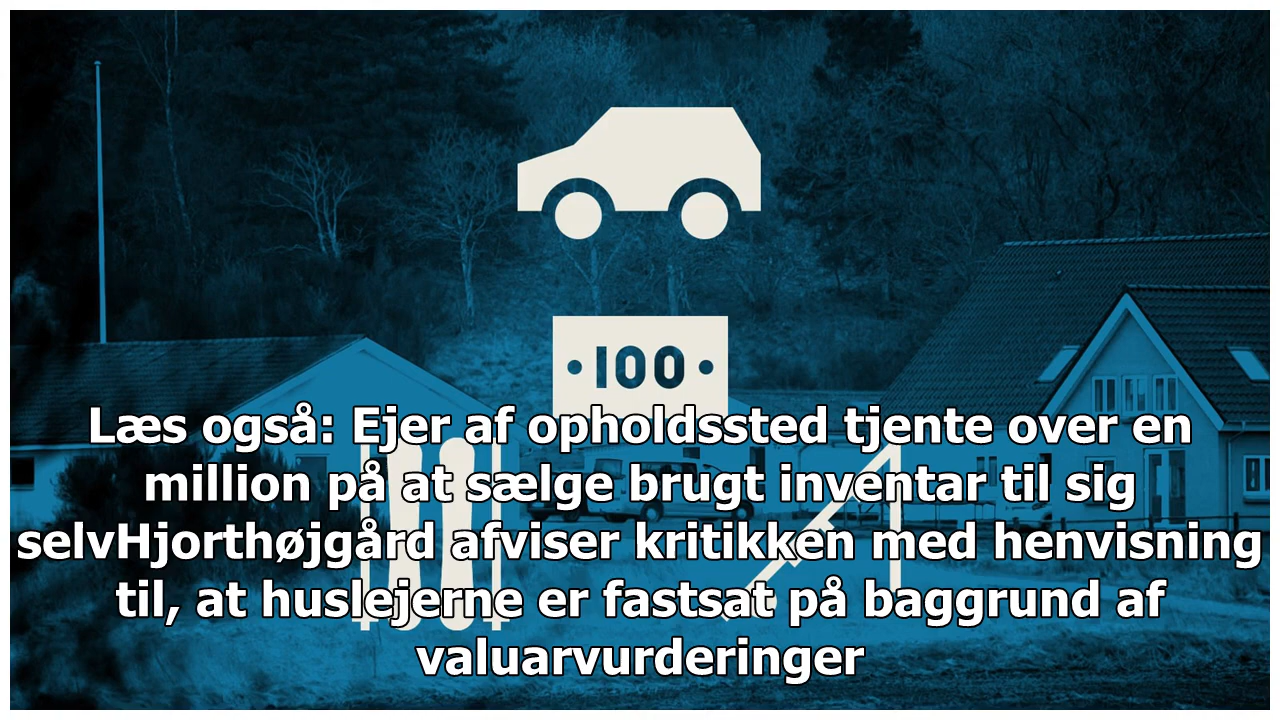 100
Læs også: Ejer af opholdssted tjente over en
million på at sælge brugt inventar til sig
selvHjorthøjgård afviser kritikken med henvisning
til, at huslejerne er fastsat på baggrund af
valuarvurderinger